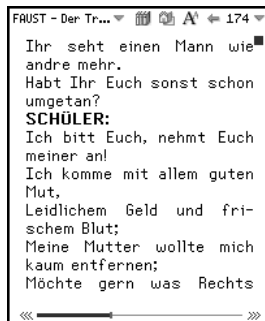 FAUST - Der Tr... 174
Ihr seht einen Mann wie
andre mehr.
Habt Ihr Euch sonst schon
umgetan?
SCHÜLER:
Ich bitt Euch, nehmt Euch
meiner an!
Ich komme mit allem guten
Mut,
Leidlichem Geld und fri-
schem Blut;
Meine Mutter wollte mich
kaum entfernen;
Möchte gern was Rechts